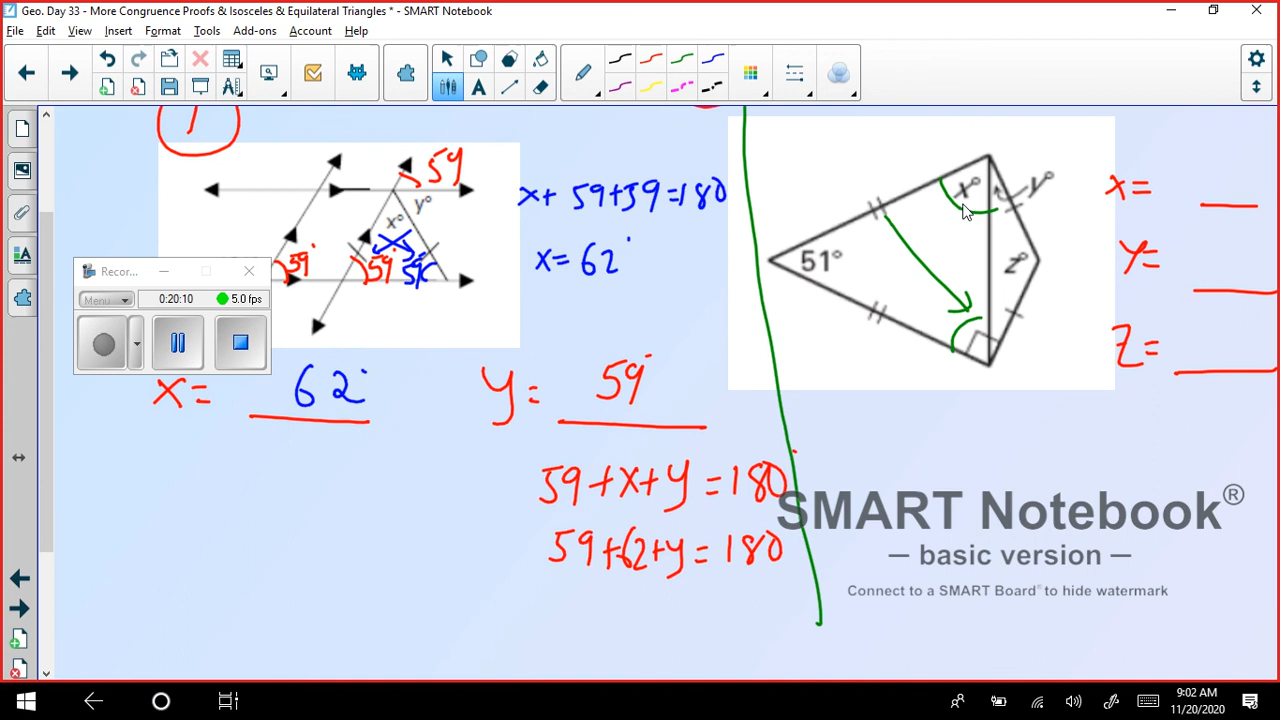 Geo. Day 33 - More Congruence Proofs & Isosceles & Equilateral Triangles * - SMART Notebook
File Edit View Insert Format Tools Add-ons Account Help
1
59
y°
x°
59°
59°
59
x + 59 + 59 = 180
x = 62°
x = 62°
y = 59°
59 + x + y = 180°
59 + 62 + y = 180
Recor...
Menu
0:20:10
5.0 fps
51°
x°
y°
z°
x =
y =
z =
SMART Notebook®
— basic version —
Connect to a SMART Board® to hide watermark
9:02 AM
11/20/2020